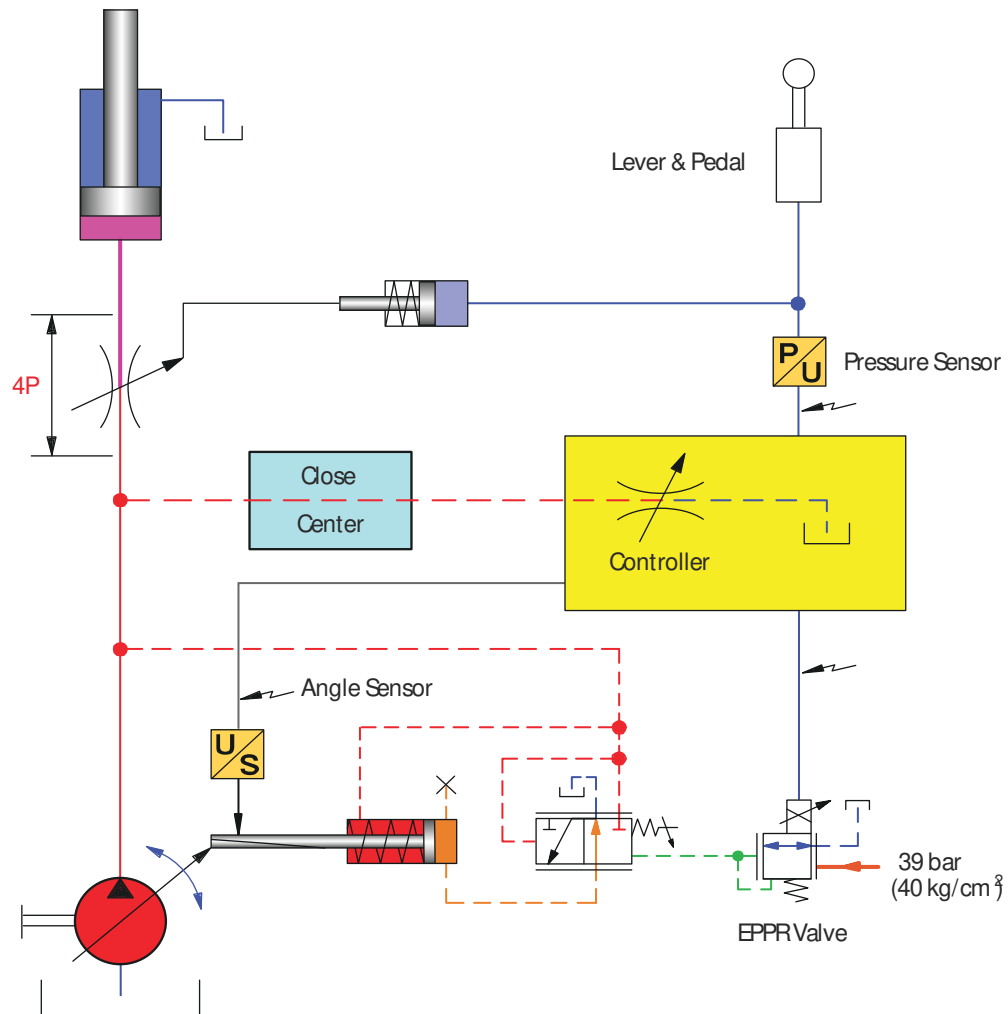 Lever & Pedal
P
U
Pressure Sensor
4P
Close
Center
Controller
Angle Sensor
U
S
39 bar
(40 kg/cm²)
EPPR Valve